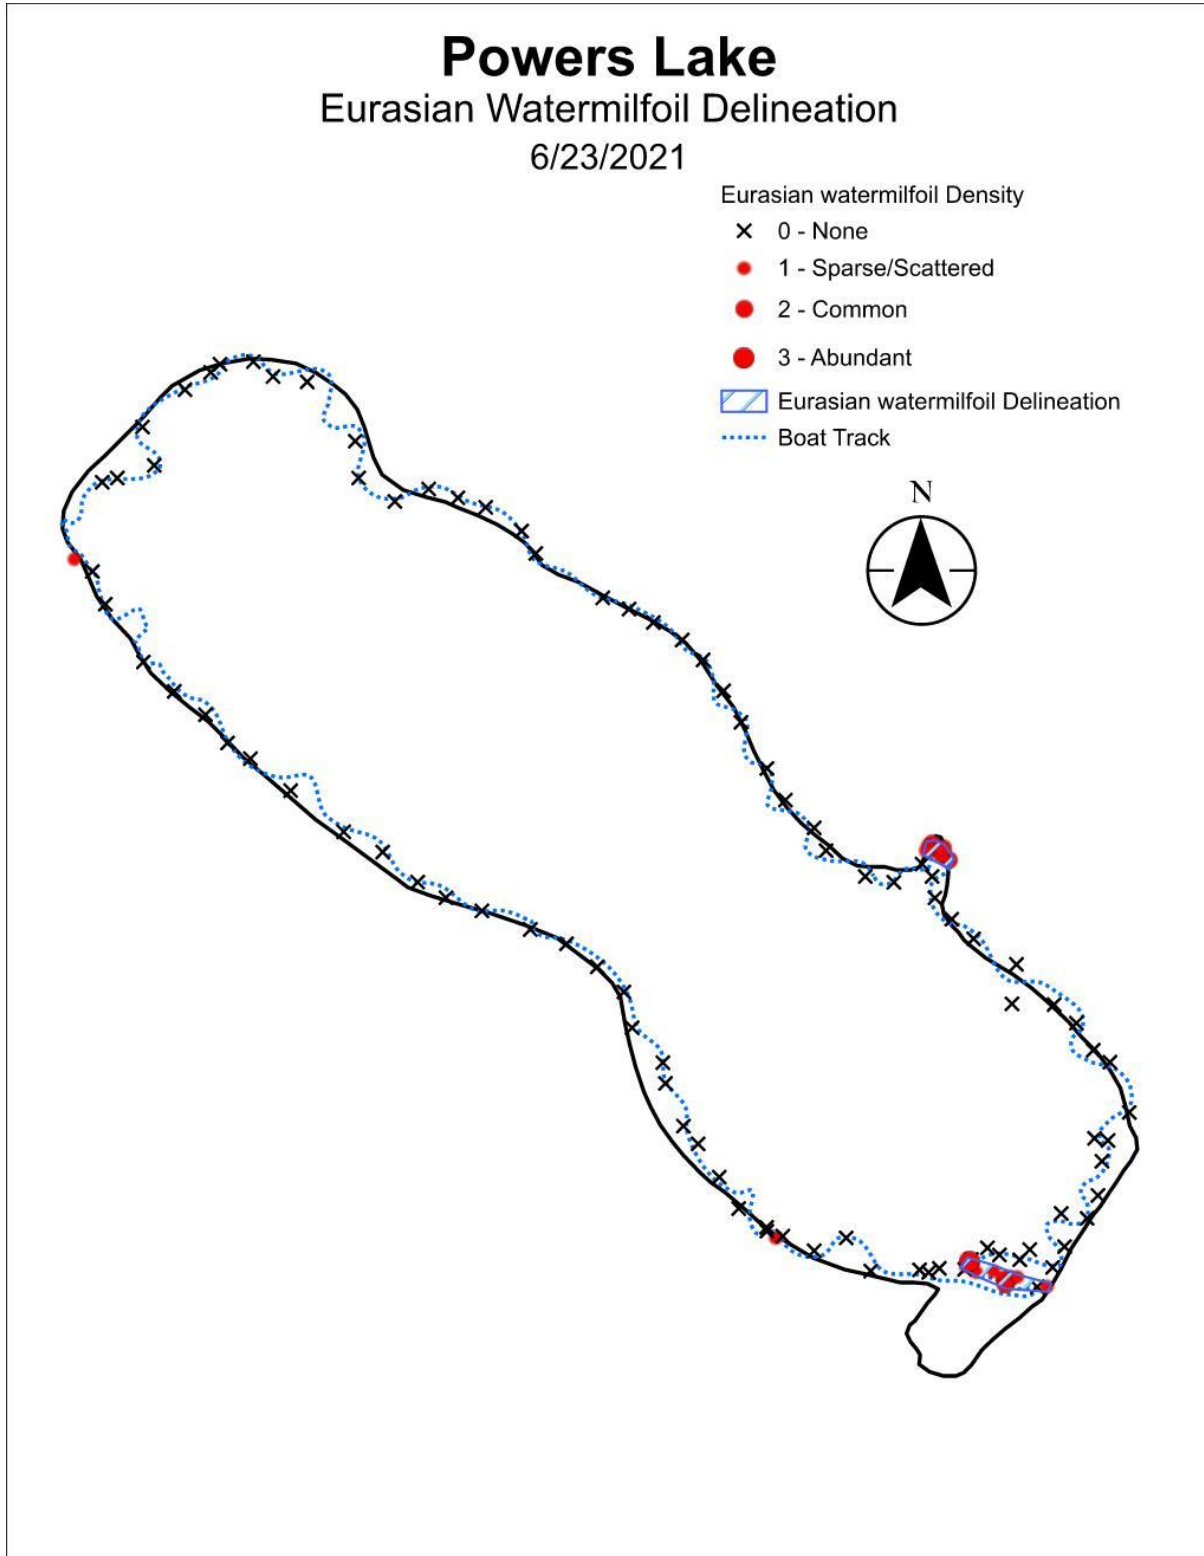 Powers Lake
Eurasian Watermilfoil Delineation
6/23/2021
Eurasian watermilfoil Density
0 - None
1 - Sparse/Scattered
2 - Common
3 - Abundant
Eurasian watermilfoil Delineation
Boat Track
N